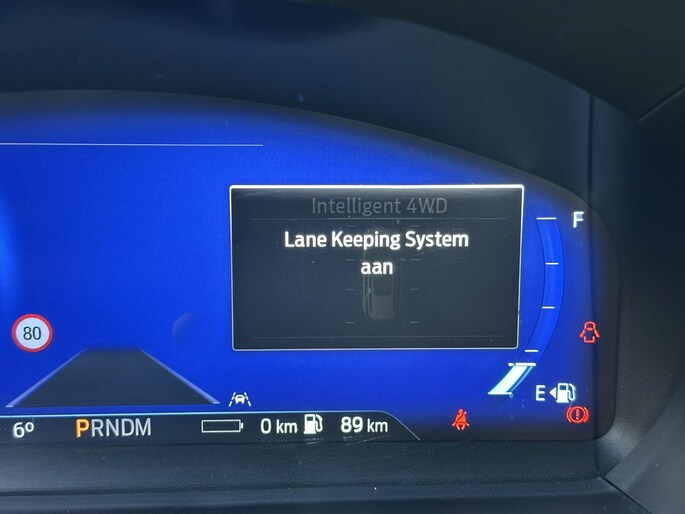 Intelligent 4WD
Lane Keeping System
aan
F
80
E
6º
PRNDM
0 km
89 km